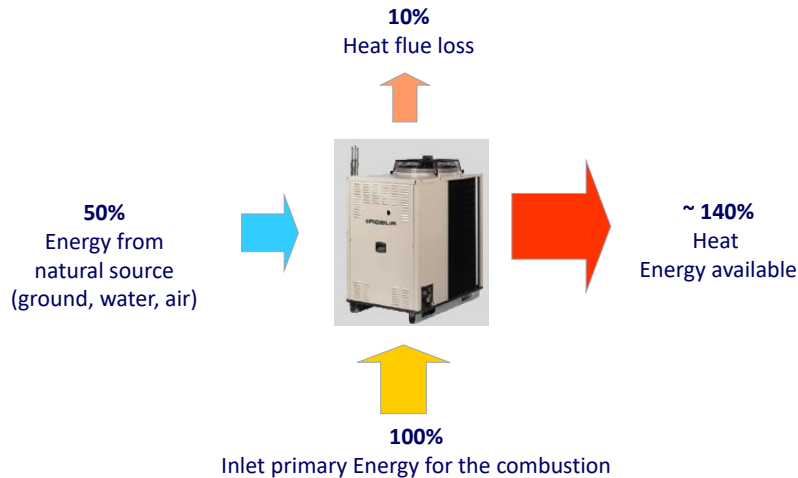 10%
Heat flue loss
50%
Energy from
natural source
(ground, water, air)
ROBUR
~ 140%
Heat
Energy available
100%
Inlet primary Energy for the combustion